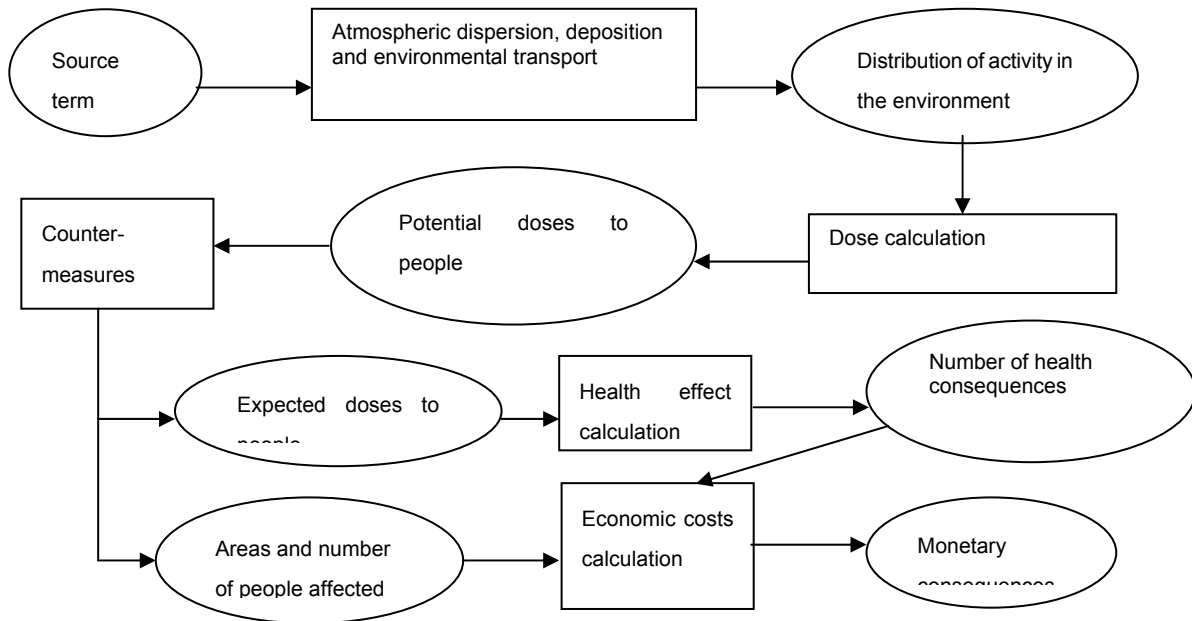 Source
term
Atmospheric dispersion, deposition
and environmental transport
Distribution of activity in
the environment
Dose calculation
Potential doses to
people
Counter-
measures
Expected doses to
people
Health effect
calculation
Number of health
consequences
Areas and number
of people affected
Economic costs
calculation
Monetary
consequences